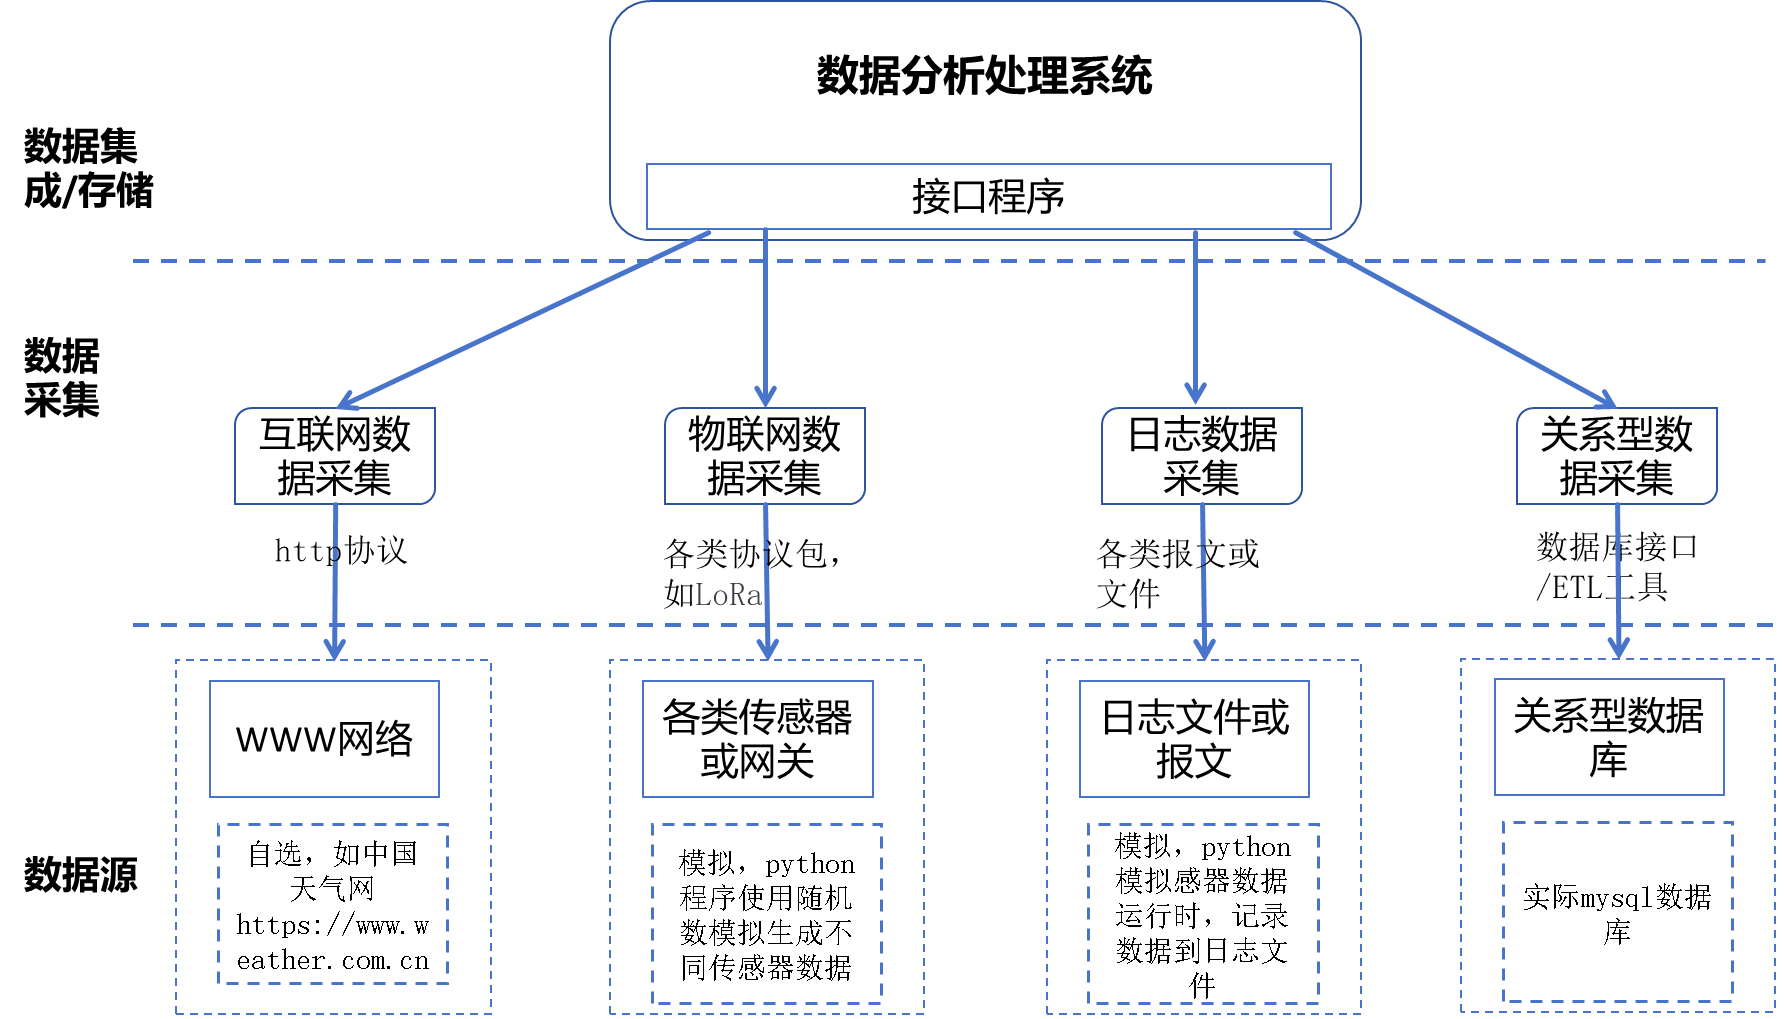 数据分析处理系统
接口程序
数据集
成/存储
数据
采集
互联网数
据采集
物联网数
据采集
日志数据
采集
关系型数
据采集
http协议
各类协议包，
如LoRa
各类报文或
文件
数据库接口
/ETL工具
WWW网络
各类传感器
或网关
日志文件或
报文
关系型数据
库
数据源
自选，如中国
天气网
https://www.w
eather.com.cn
模拟，python
程序使用随机
数模拟生成不
同传感器数据
模拟，python
模拟感器数据
运行时，记录
数据到日志文
件
实际mysql数据
库